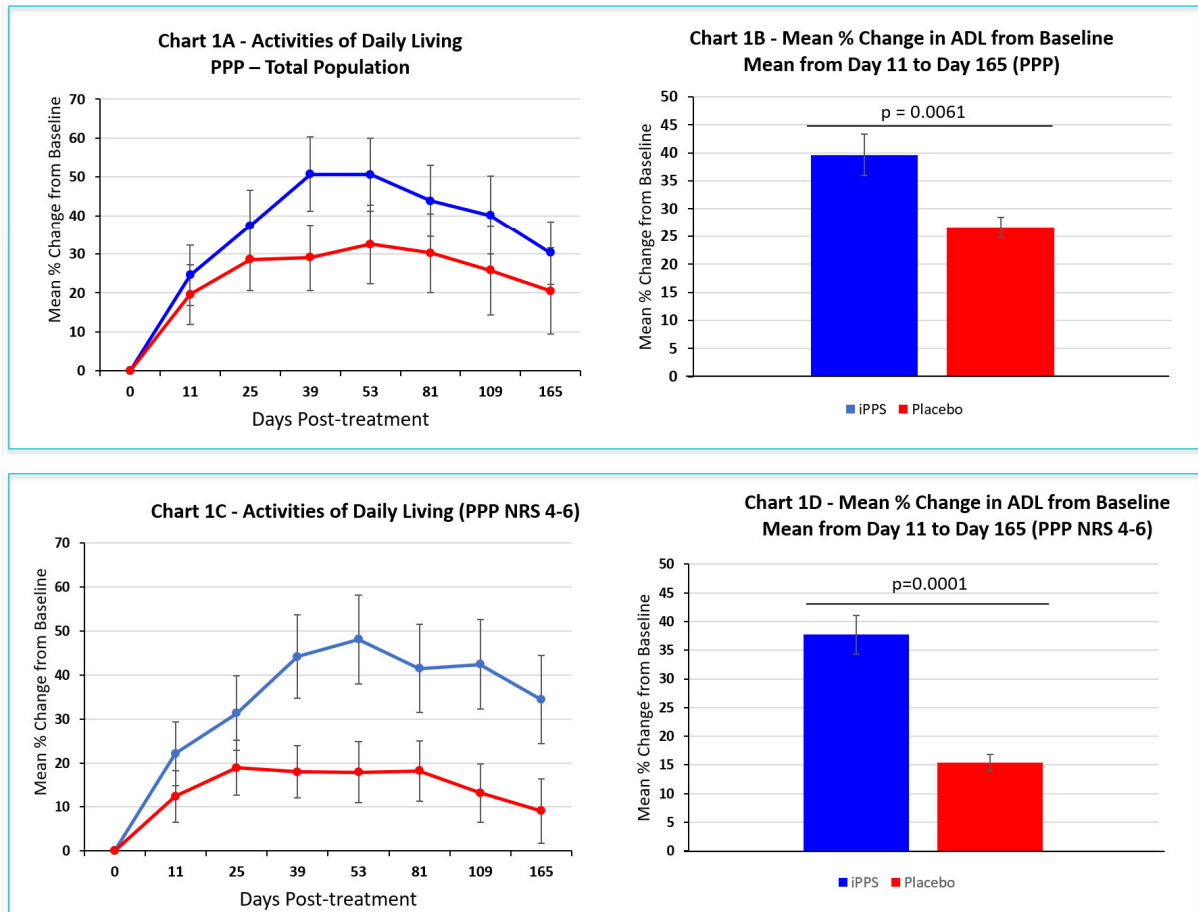 Chart 1A - Activities of Daily Living
PPP – Total Population
Mean % Change from Baseline
70
60
50
40
30
20
10
0
0 11 25 39 53 81 109 165
Days Post-treatment
Chart 1B - Mean % Change in ADL from Baseline
Mean from Day 11 to Day 165 (PPP)
Mean % Change from Baseline
50
45
40
35
30
25
20
15
10
5
0
p = 0.0061
iPPS Placebo
Chart 1C - Activities of Daily Living (PPP NRS 4-6)
Mean % Change from Baseline
70
60
50
40
30
20
10
0
0 11 25 39 53 81 109 165
Days Post-treatment
Chart 1D - Mean % Change in ADL from Baseline
Mean from Day 11 to Day 165 (PPP NRS 4-6)
Mean % Change from Baseline
50
45
40
35
30
25
20
15
10
5
0
p=0.0001
iPPS Placebo